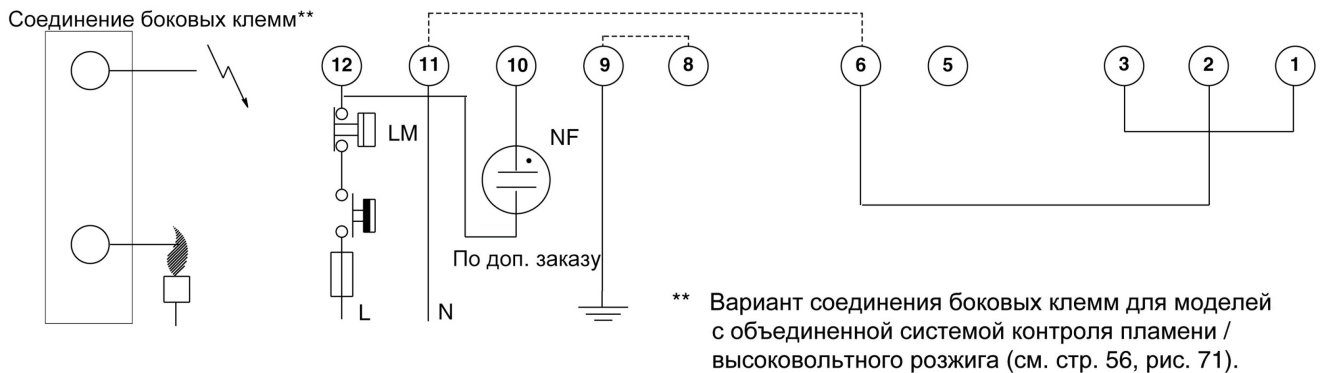 Соединение боковых клемм**
12 11 10 9 8 6 5 3 2 1
LM
NF
По доп. заказу
L N
** Вариант соединения боковых клемм для моделей
с объединенной системой контроля пламени /
высоковольтного розжига (см. стр. 56, рис. 71).